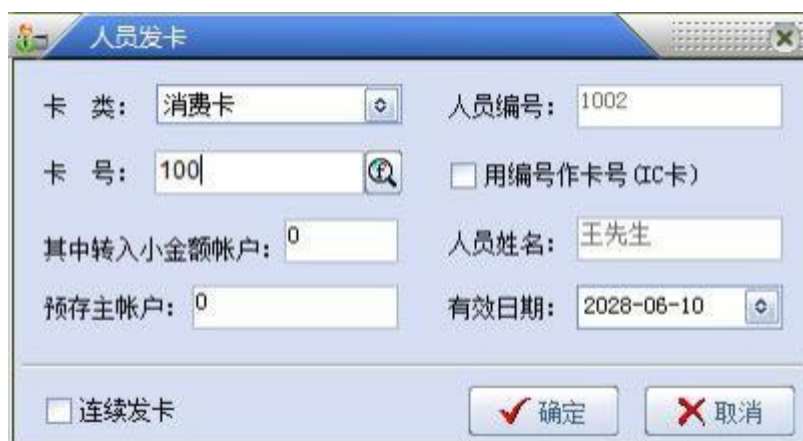 人员发卡
卡 类： 消费卡 人员编号： 1002
卡 号： 100 用编号作卡号(IC卡)
其中转入小金额帐户： 0 人员姓名： 王先生
预存主帐户： 0 有效日期： 2028-06-10
连续发卡 确定 取消